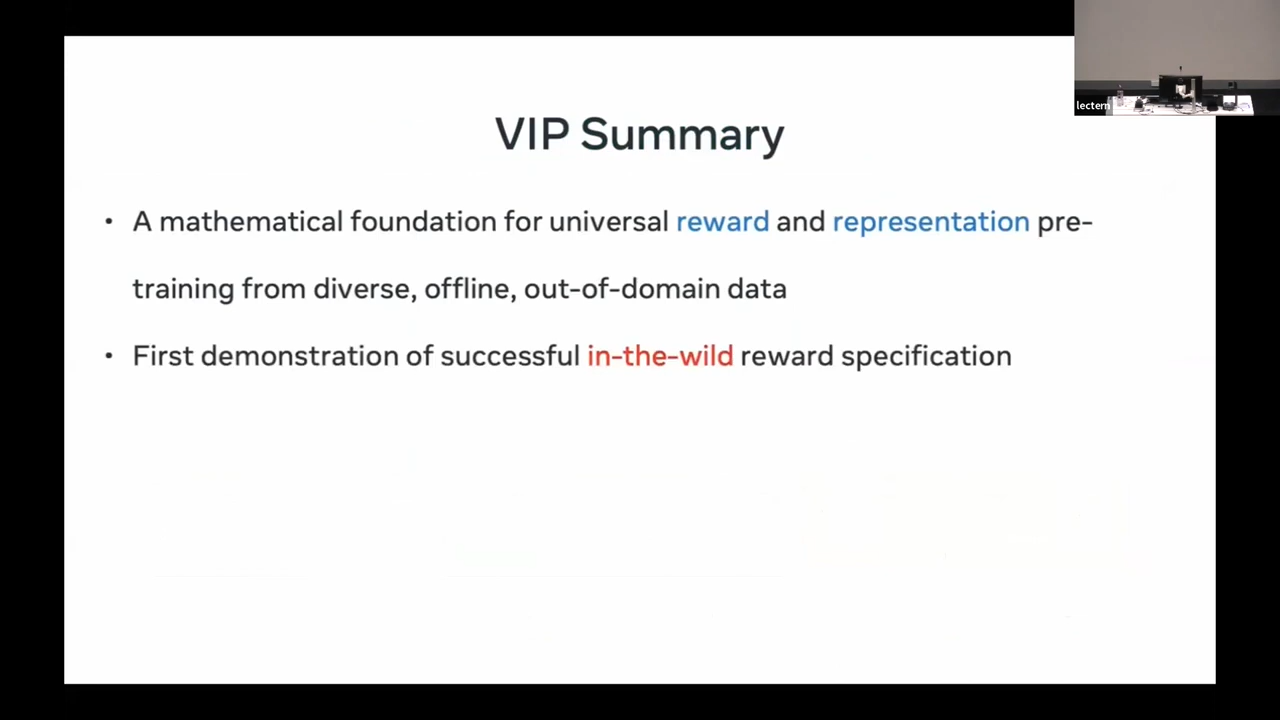 lectern
VIP Summary
• A mathematical foundation for universal reward and representation pre-
training from diverse, offline, out-of-domain data
• First demonstration of successful in-the-wild reward specification